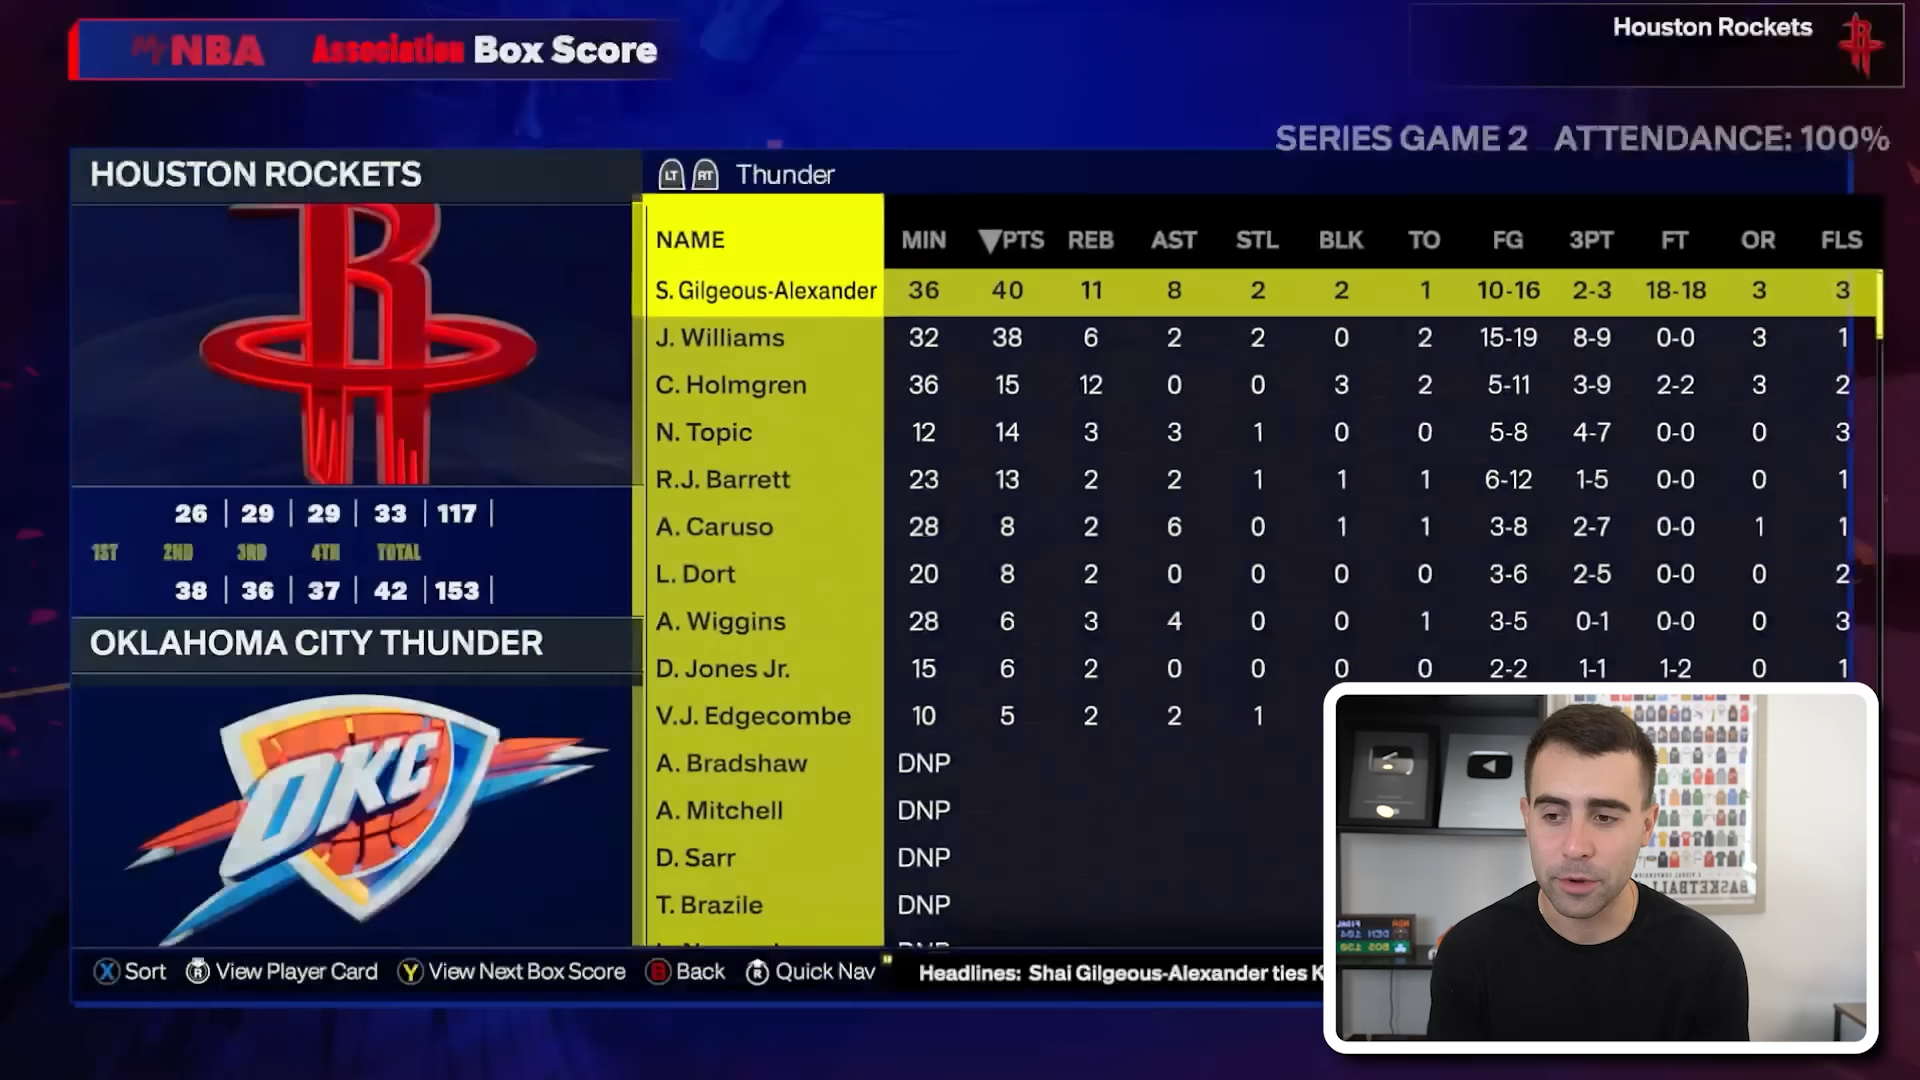 My NBA Association Box Score
Houston Rockets
SERIES GAME 2 ATTENDANCE: 100%
HOUSTON ROCKETS
26 | 29 | 29 | 33 | 117 |
1ST 2ND 3RD 4TH TOTAL
38 | 36 | 37 | 42 | 153 |
OKLAHOMA CITY THUNDER
OKC
LT RT Thunder
NAME MIN ▼PTS REB AST STL BLK TO FG 3PT FT OR FLS
S. Gilgeous-Alexander 36 40 11 8 2 2 1 10-16 2-3 18-18 3 3
J. Williams 32 38 6 2 2 0 2 15-19 8-9 0-0 3 1
C. Holmgren 36 15 12 0 0 3 2 5-11 3-9 2-2 3 2
N. Topic 12 14 3 3 1 0 0 5-8 4-7 0-0 0 3
R.J. Barrett 23 13 2 2 1 1 1 6-12 1-5 0-0 0 1
A. Caruso 28 8 2 6 0 1 1 3-8 2-7 0-0 1 1
L. Dort 20 8 2 0 0 0 0 3-6 2-5 0-0 0 2
A. Wiggins 28 6 3 4 0 0 1 3-5 0-1 0-0 0 3
D. Jones Jr. 15 6 2 0 0 0 0 2-2 1-1 1-2 0 1
V.J. Edgecombe 10 5 2 2 1
A. Bradshaw DNP
A. Mitchell DNP
D. Sarr DNP
T. Brazile DNP
X Sort R View Player Card Y View Next Box Score B Back R Quick Nav
Headlines: Shai Gilgeous-Alexander ties K
BASKETBALL
FINAL
DEN 104
BOS 130